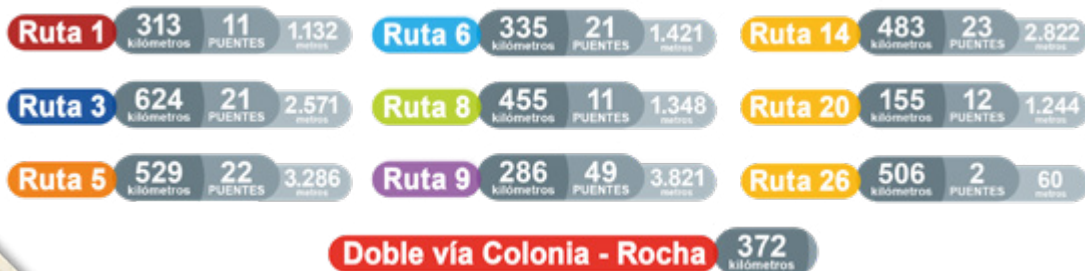 Ruta 1 313 kilómetros 11 PUENTES 1.132 metros
Ruta 6 335 kilómetros 21 PUENTES 1.421 metros
Ruta 14 483 kilómetros 23 PUENTES 2.822 metros
Ruta 3 624 kilómetros 21 PUENTES 2.571 metros
Ruta 8 455 kilómetros 11 PUENTES 1.348 metros
Ruta 20 155 kilómetros 12 PUENTES 1.244 metros
Ruta 5 529 kilómetros 22 PUENTES 3.286 metros
Ruta 9 286 kilómetros 49 PUENTES 3.821 metros
Ruta 26 506 kilómetros 2 PUENTES 60 metros
Doble vía Colonia - Rocha 372 kilómetros